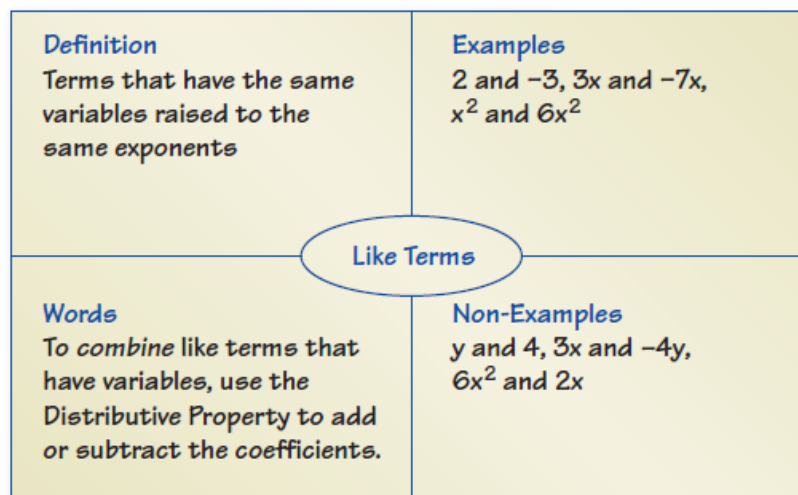 Definition
Terms that have the same
variables raised to the
same exponents
Examples
2 and −3, 3x and −7x,
x² and 6x²
Like Terms
Words
To combine like terms that
have variables, use the
Distributive Property to add
or subtract the coefficients.
Non-Examples
y and 4, 3x and −4y,
6x² and 2x